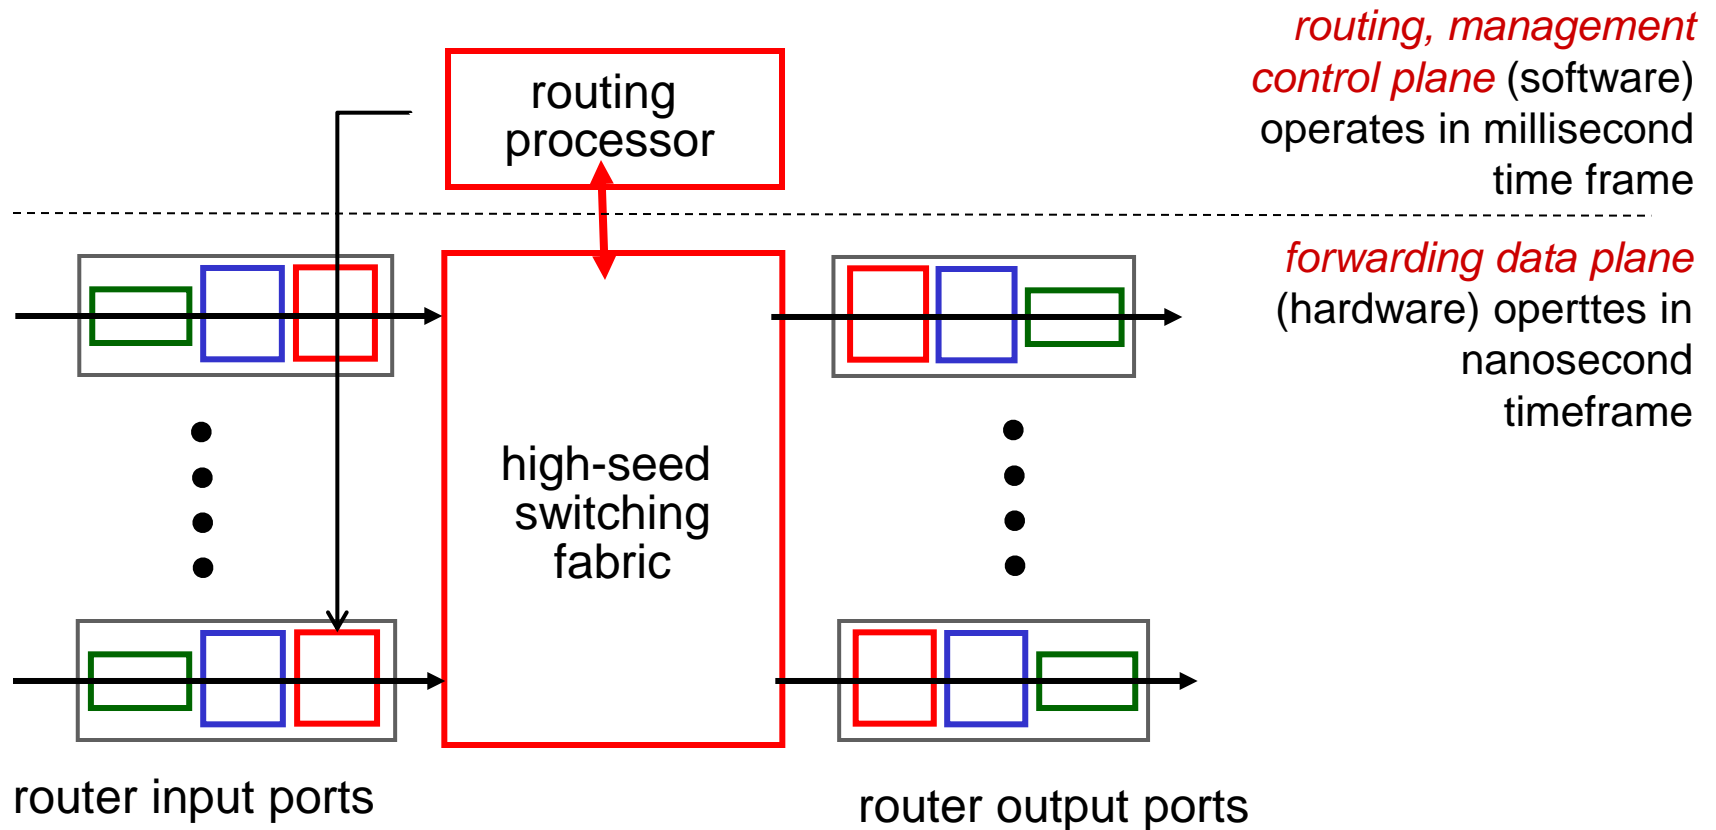 routing, management
control plane (software)
operates in millisecond
time frame
routing
processor
forwarding data plane
(hardware) operttes in
nanosecond
timeframe
high-seed
switching
fabric
router input ports
router output ports